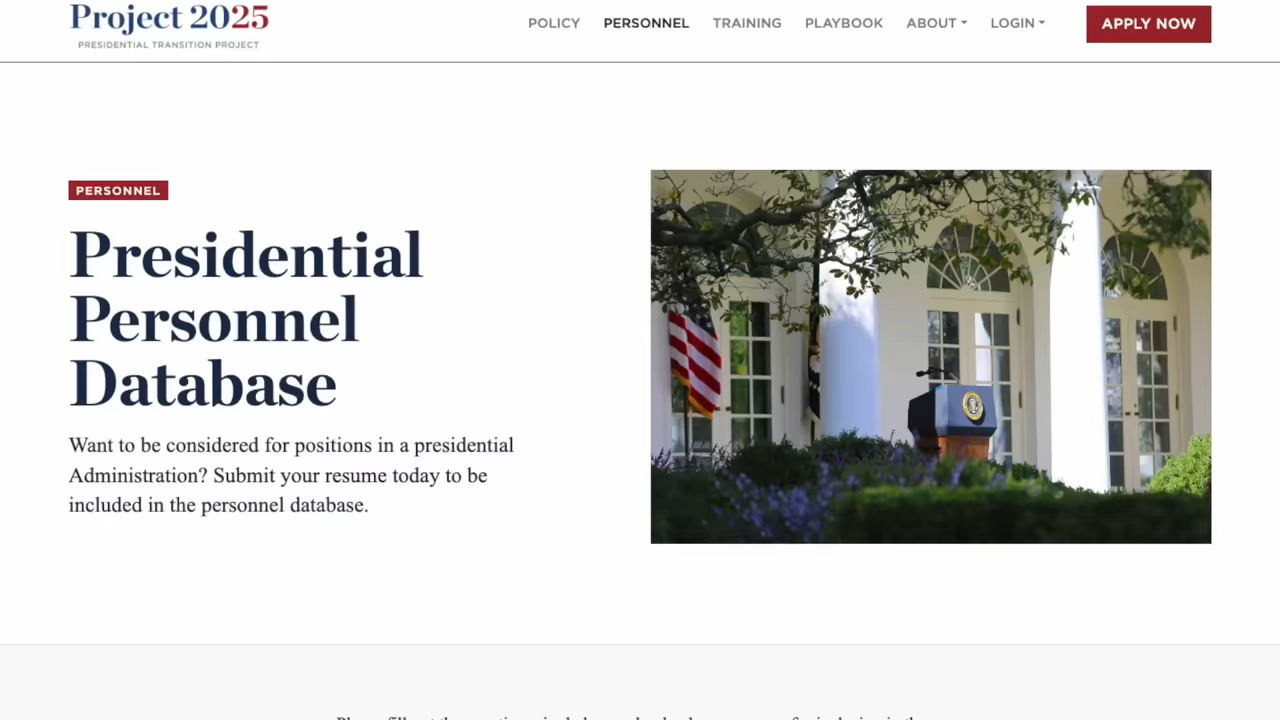 Project 2025
PRESIDENTIAL TRANSITION PROJECT
POLICY PERSONNEL TRAINING PLAYBOOK ABOUT LOGIN APPLY NOW
PERSONNEL
Presidential
Personnel
Database
Want to be considered for positions in a presidential
Administration? Submit your resume today to be
included in the personnel database.